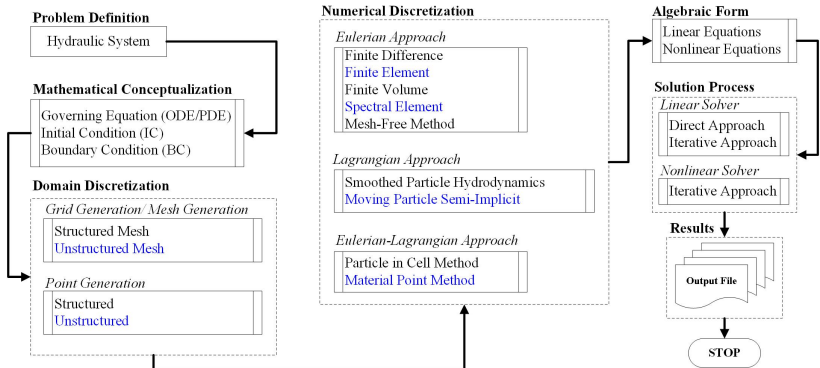 Problem Definition
Hydraulic System
Mathematical Conceptualization
Governing Equation (ODE/PDE)
Initial Condition (IC)
Boundary Condition (BC)
Domain Discretization
Grid Generation/ Mesh Generation
Structured Mesh
Unstructured Mesh
Point Generation
Structured
Unstructured
Numerical Discretization
Eulerian Approach
Finite Difference
Finite Element
Finite Volume
Spectral Element
Mesh-Free Method
Lagrangian Approach
Smoothed Particle Hydrodynamics
Moving Particle Semi-Implicit
Eulerian-Lagrangian Approach
Particle in Cell Method
Material Point Method
Algebraic Form
Linear Equations
Nonlinear Equations
Solution Process
Linear Solver
Direct Approach
Iterative Approach
Nonlinear Solver
Iterative Approach
Results
Output File
STOP